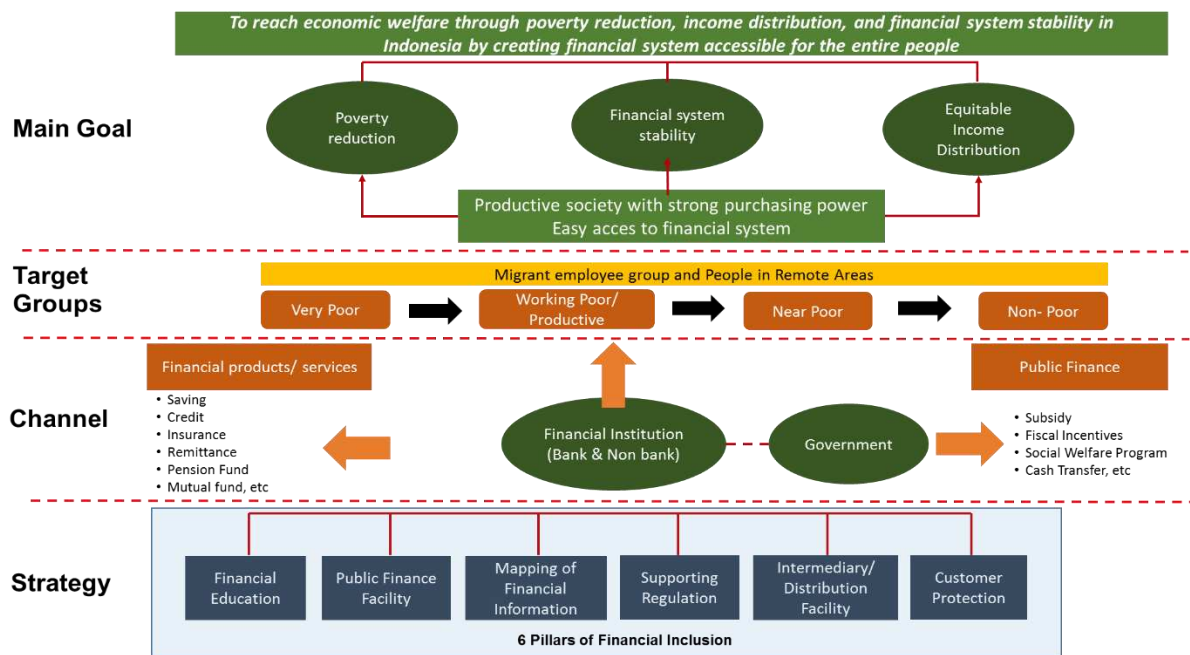 To reach economic welfare through poverty reduction, income distribution, and financial system stability in
Indonesia by creating financial system accessible for the entire people
Main Goal
Poverty
reduction
Financial system
stability
Equitable
Income
Distribution
Productive society with strong purchasing power
Easy acces to financial system
Target
Groups
Migrant employee group and People in Remote Areas
Very Poor
Working Poor/
Productive
Near Poor
Non- Poor
Channel
Financial products/ services
• Saving
• Credit
• Insurance
• Remittance
• Pension Fund
• Mutual fund, etc
Financial Institution
(Bank & Non bank)
Government
Public Finance
• Subsidy
• Fiscal Incentives
• Social Welfare Program
• Cash Transfer, etc
Strategy
Financial
Education
Public Finance
Facility
Mapping of
Financial
Information
Supporting
Regulation
Intermediary/
Distribution
Facility
Customer
Protection
6 Pillars of Financial Inclusion